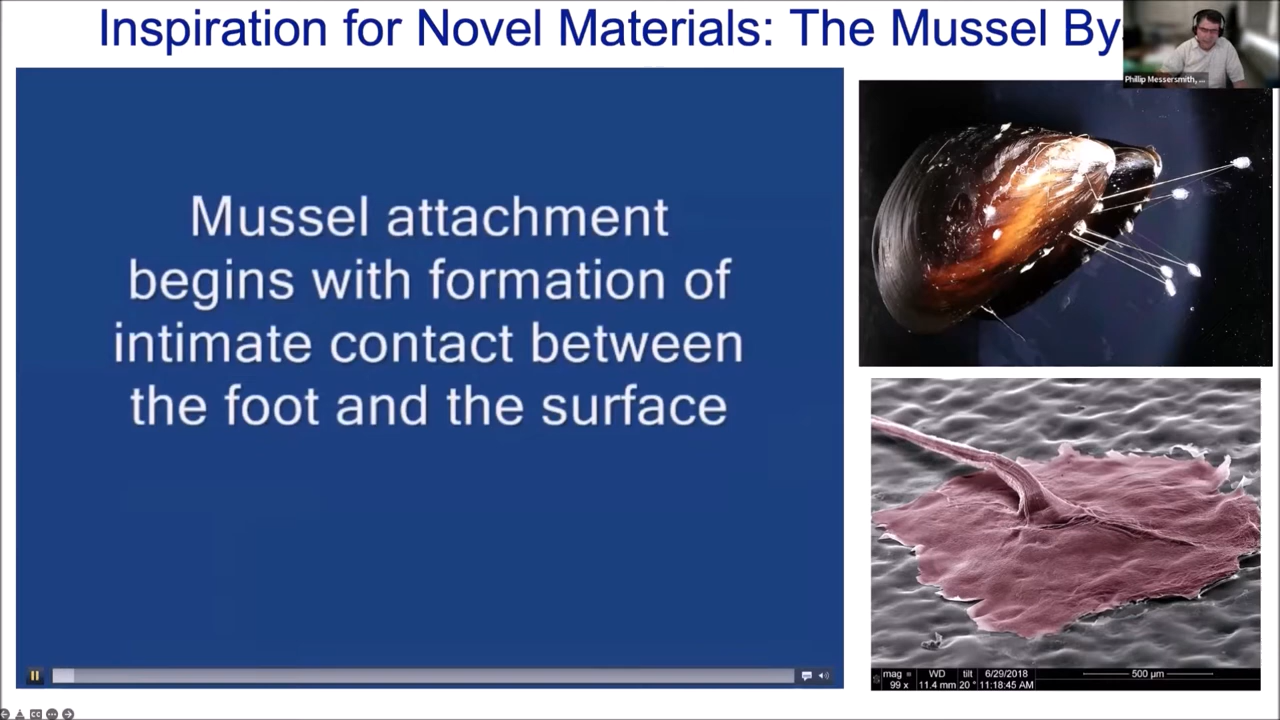 Inspiration for Novel Materials: The Mussel By
Phillip Messersmith, ...
Mussel attachment
begins with formation of
intimate contact between
the foot and the surface
mag = WD tilt 6/29/2018 500 µm
99 x 11.4 mm 20 ° 11:18:45 AM